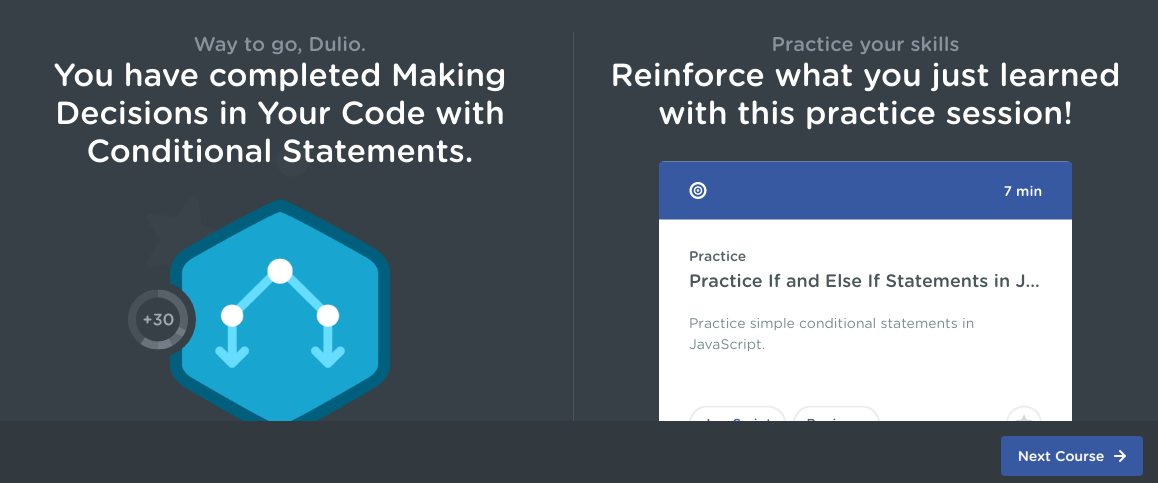 Way to go, Dulio.
You have completed Making
Decisions in Your Code with
Conditional Statements.
+30
Practice your skills
Reinforce what you just learned
with this practice session!
7 min
Practice
Practice If and Else If Statements in J...
Practice simple conditional statements in
JavaScript.
Next Course